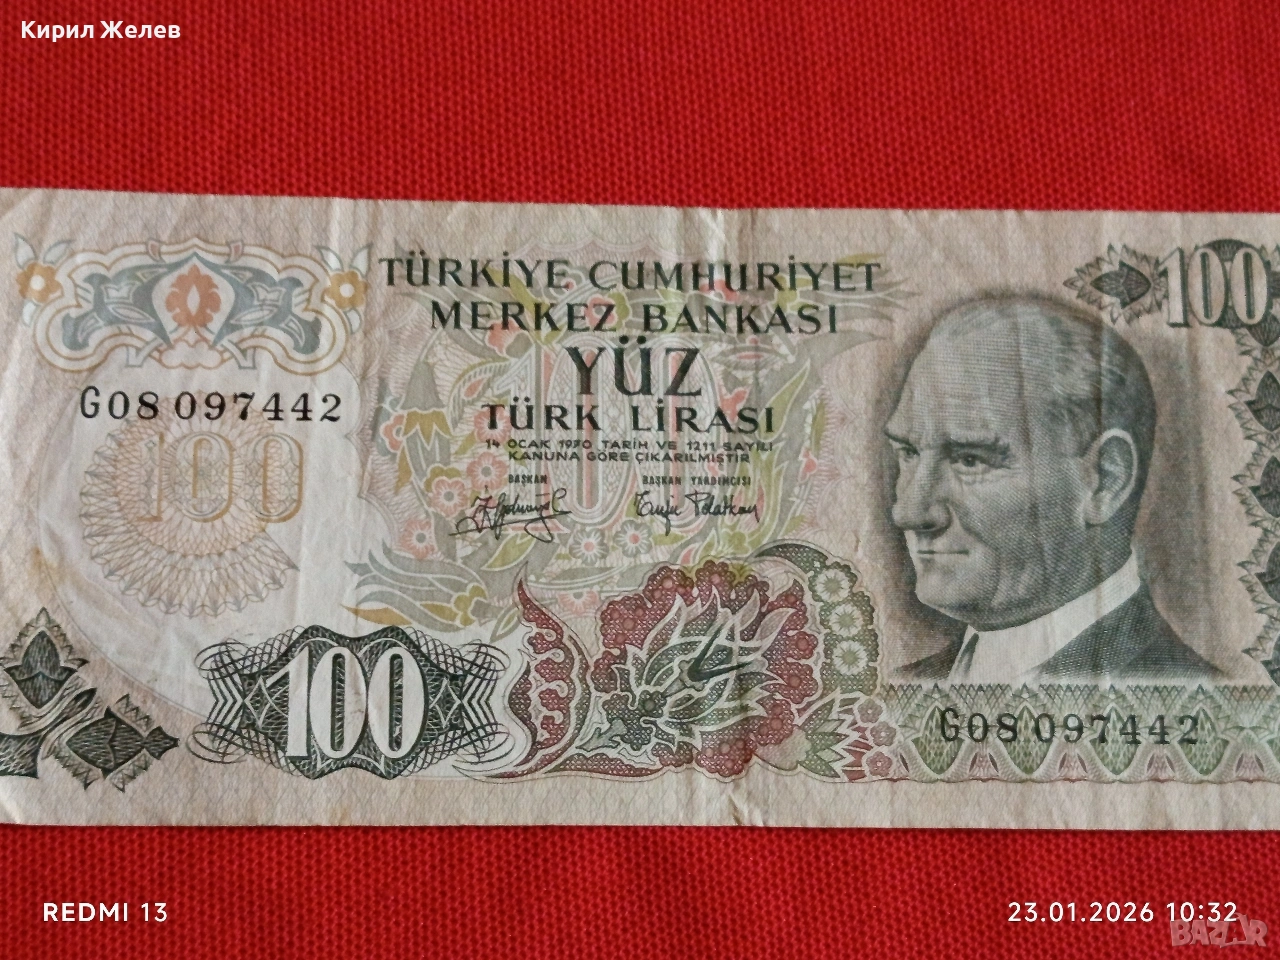 Кирил Желев
TÜRKİYE CUMHURİYET
MERKEZ BANKASI
YÜZ
TÜRK LİRASI
14 OCAK 1970 TARİH VE 1211 SAYILI
KANUNA GÖRE ÇIKARILMIŞTIR
BAŞKAN BAŞKAN YARDIMCISI
100
G08 097442
100
100
G08 097442
REDMI 13
23.01.2026 10:32
BAZAR